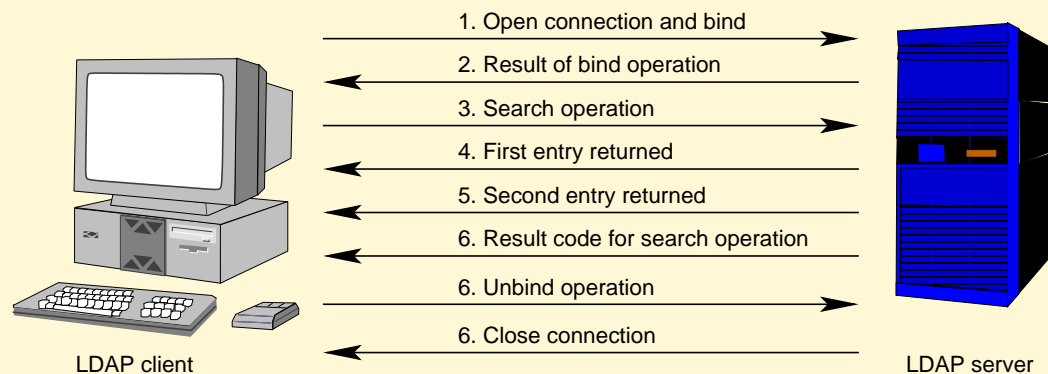 1. Open connection and bind
2. Result of bind operation
3. Search operation
4. First entry returned
5. Second entry returned
6. Result code for search operation
6. Unbind operation
6. Close connection
LDAP client
LDAP server